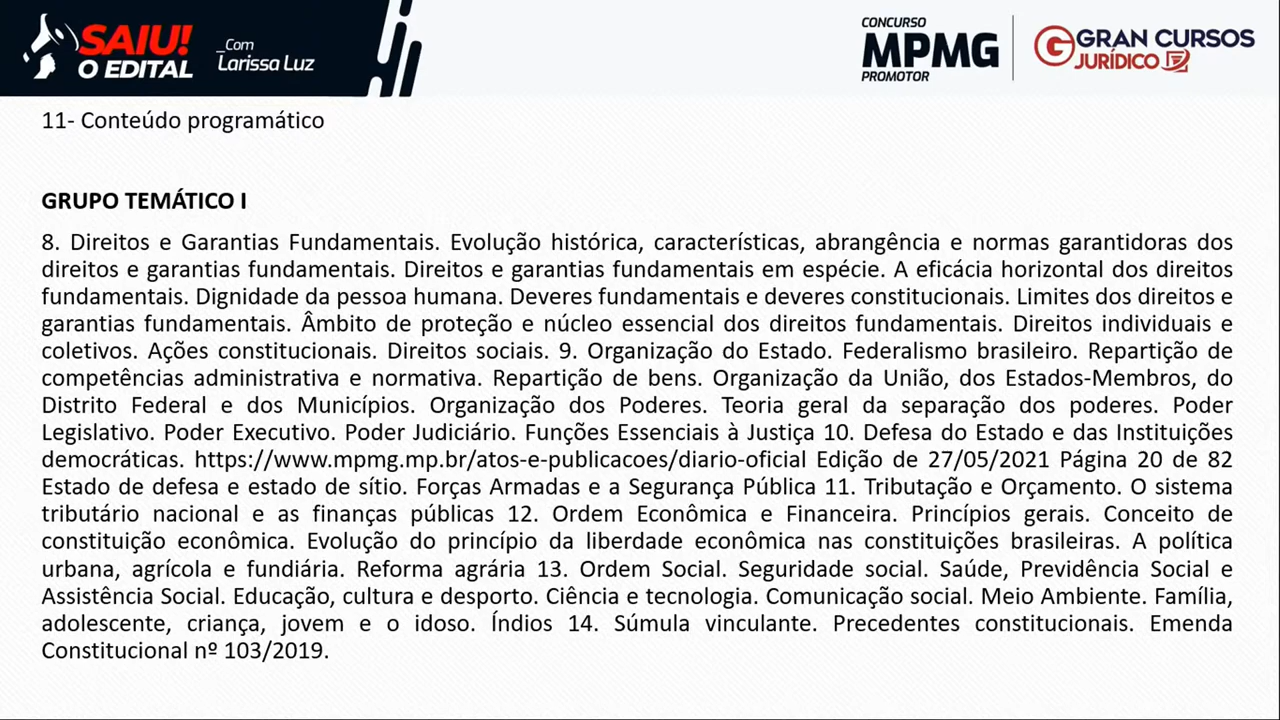 SAIU!
O EDITAL
_Com
Larissa Luz
CONCURSO
MPMG
PROMOTOR
GRAN CURSOS
JURÍDICO
11- Conteúdo programático
GRUPO TEMÁTICO I
8. Direitos e Garantias Fundamentais. Evolução histórica, características, abrangência e normas garantidoras dos
direitos e garantias fundamentais. Direitos e garantias fundamentais em espécie. A eficácia horizontal dos direitos
fundamentais. Dignidade da pessoa humana. Deveres fundamentais e deveres constitucionais. Limites dos direitos e
garantias fundamentais. Âmbito de proteção e núcleo essencial dos direitos fundamentais. Direitos individuais e
coletivos. Ações constitucionais. Direitos sociais. 9. Organização do Estado. Federalismo brasileiro. Repartição de
competências administrativa e normativa. Repartição de bens. Organização da União, dos Estados-Membros, do
Distrito Federal e dos Municípios. Organização dos Poderes. Teoria geral da separação dos poderes. Poder
Legislativo. Poder Executivo. Poder Judiciário. Funções Essenciais à Justiça 10. Defesa do Estado e das Instituições
democráticas. https://www.mpmg.mp.br/atos-e-publicacoes/diario-oficial Edição de 27/05/2021 Página 20 de 82
Estado de defesa e estado de sítio. Forças Armadas e a Segurança Pública 11. Tributação e Orçamento. O sistema
tributário nacional e as finanças públicas 12. Ordem Econômica e Financeira. Princípios gerais. Conceito de
constituição econômica. Evolução do princípio da liberdade econômica nas constituições brasileiras. A política
urbana, agrícola e fundiária. Reforma agrária 13. Ordem Social. Seguridade social. Saúde, Previdência Social e
Assistência Social. Educação, cultura e desporto. Ciência e tecnologia. Comunicação social. Meio Ambiente. Família,
adolescente, criança, jovem e o idoso. Índios 14. Súmula vinculante. Precedentes constitucionais. Emenda
Constitucional nº 103/2019.